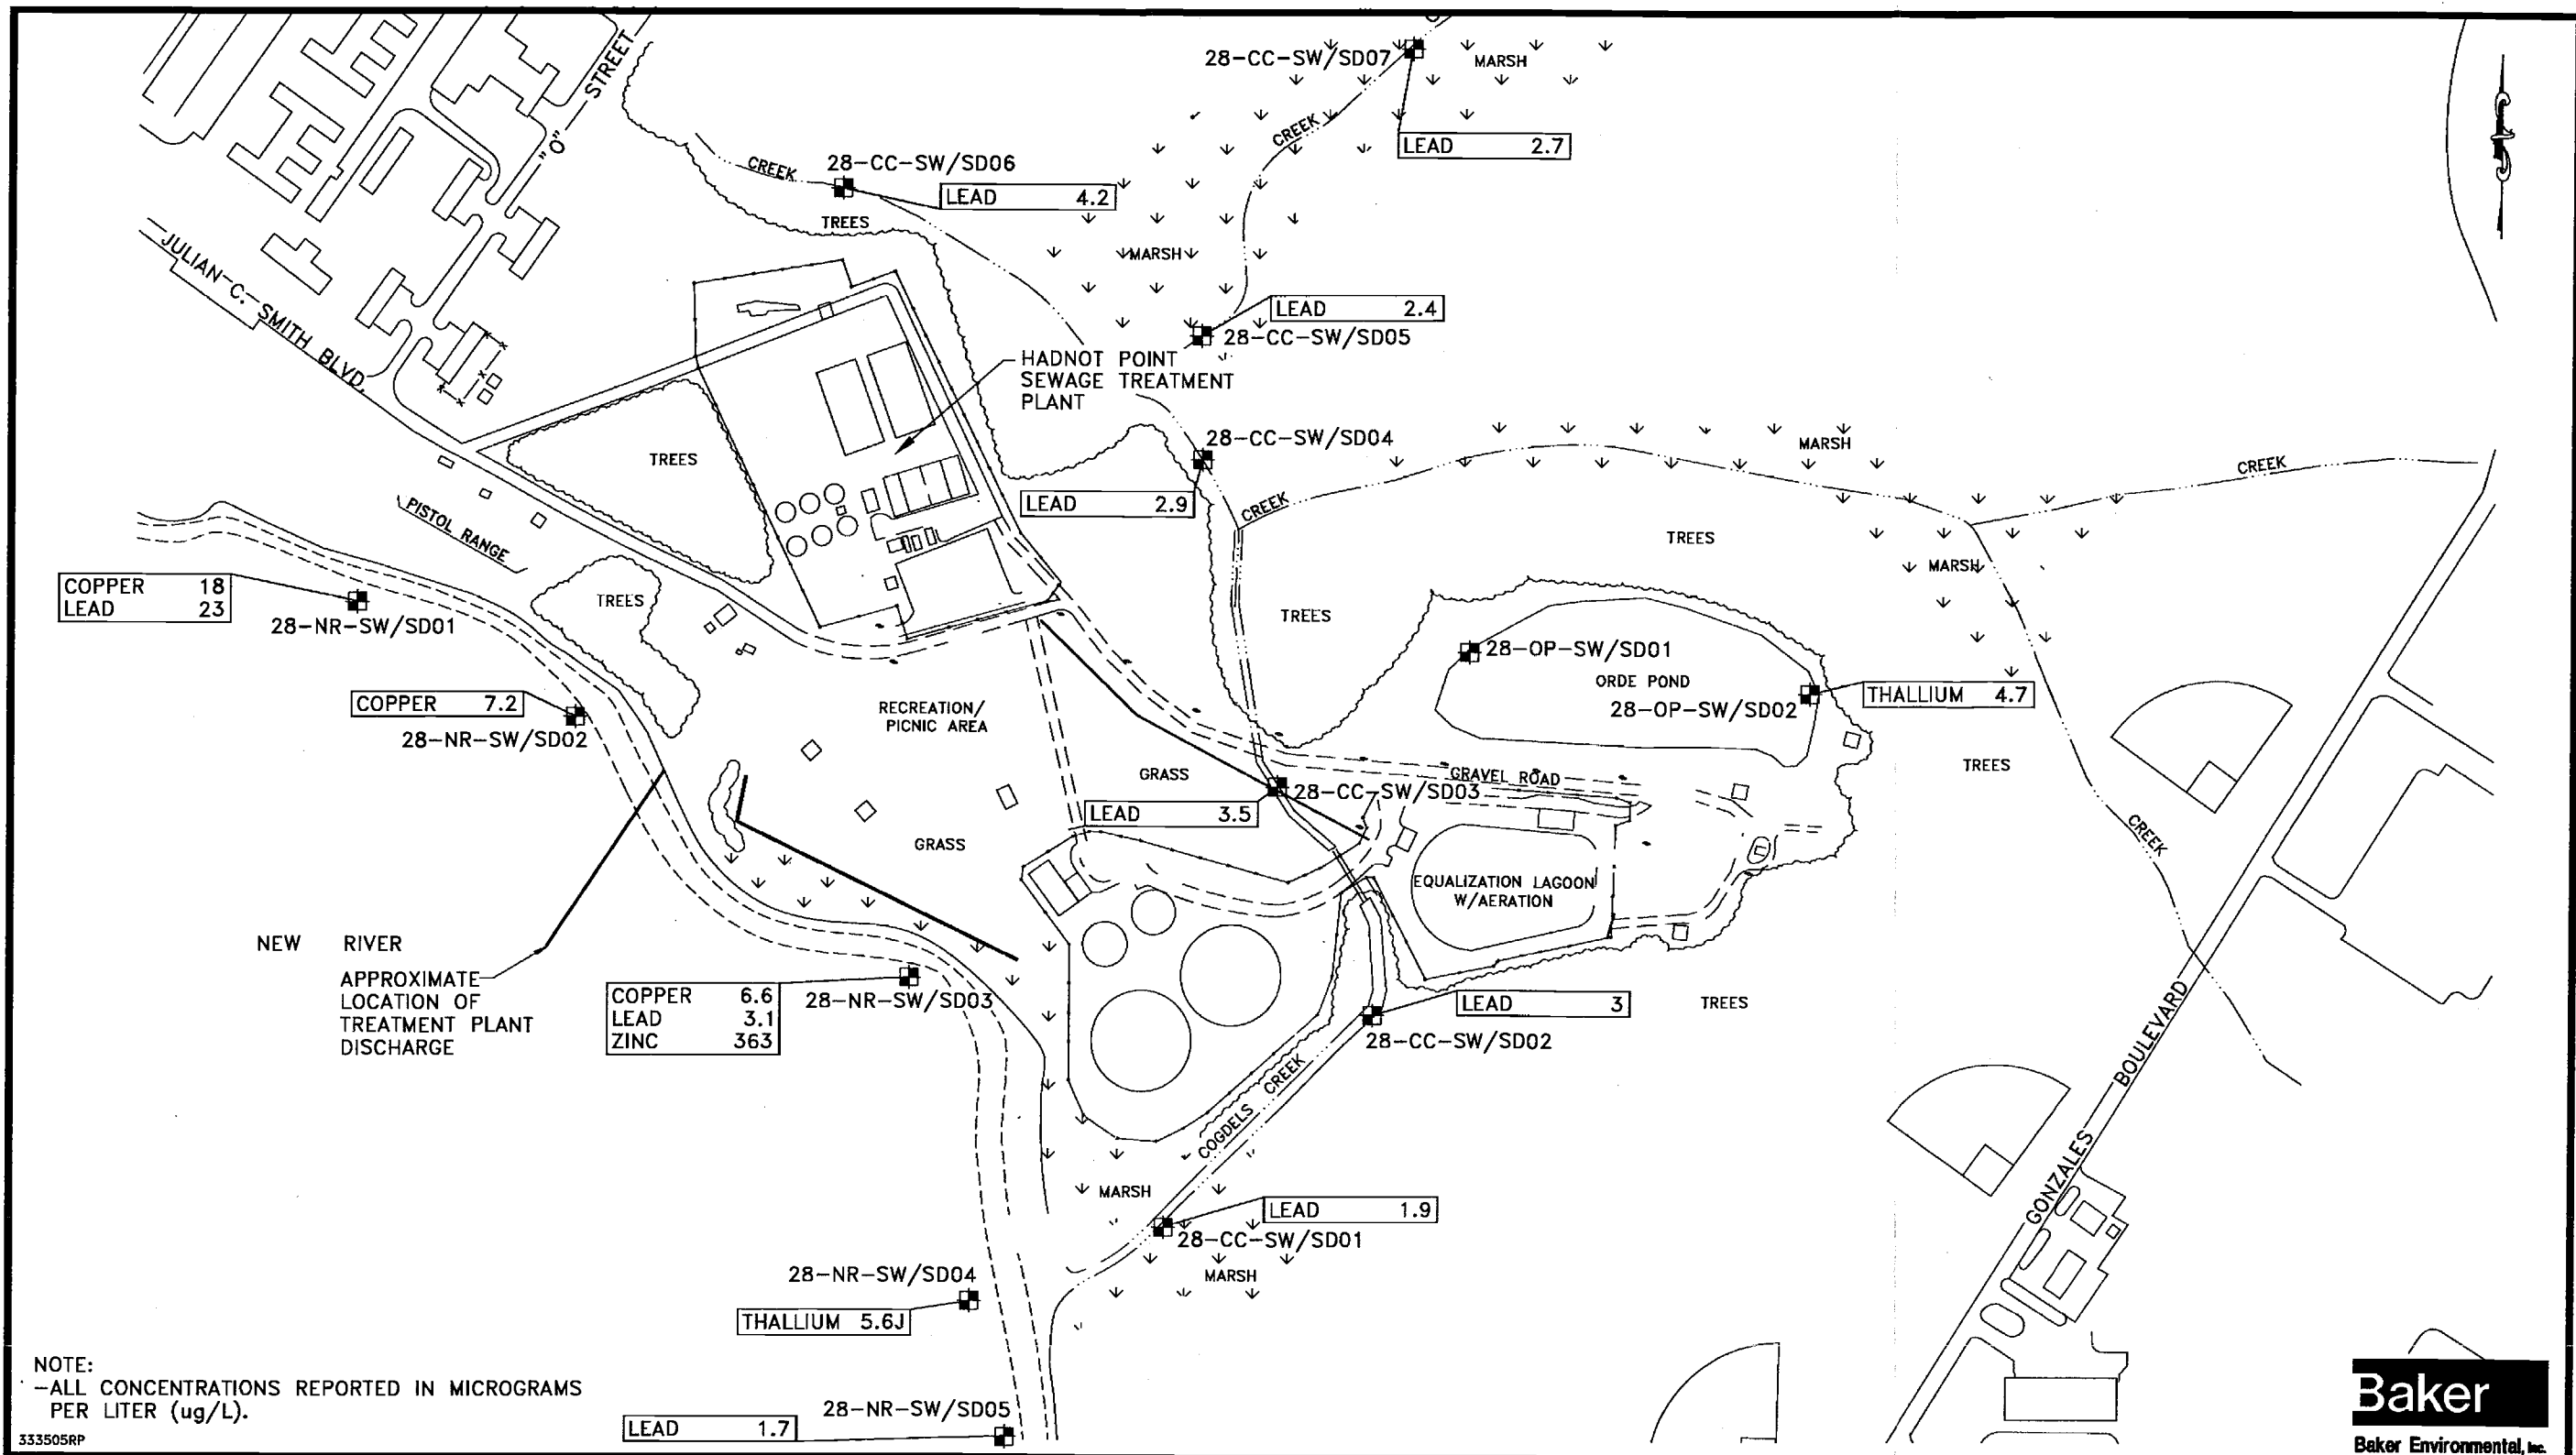 28-CC-SW/SD07
MARSH
"O" STREET
CREEK
LEAD 2.7
28-CC-SW/SD06
CREEK
LEAD 4.2
TREES
MARSH
JULIAN C. SMITH BLVD.
LEAD 2.4
28-CC-SW/SD05
HADNOT POINT
SEWAGE TREATMENT
PLANT
28-CC-SW/SD04
MARSH
TREES
CREEK
LEAD 2.9
CREEK
PISTOL RANGE
TREES
MARSH
COPPER 18
LEAD 23
28-NR-SW/SD01
TREES
TREES
28-OP-SW/SD01
ORDE POND
28-OP-SW/SD02
THALLIUM 4.7
COPPER 7.2
28-NR-SW/SD02
RECREATION/
PICNIC AREA
GRASS
GRAVEL ROAD
TREES
28-CC-SW/SD03
LEAD 3.5
GRASS
CREEK
EQUALIZATION LAGOON
W/AERATION
NEW RIVER
APPROXIMATE
LOCATION OF
TREATMENT PLANT
DISCHARGE
COPPER 6.6
LEAD 3.1
ZINC 363
28-NR-SW/SD03
LEAD 3
TREES
28-CC-SW/SD02
COGDELS CREEK
GONZALES BOULEVARD
MARSH
LEAD 1.9
28-CC-SW/SD01
MARSH
28-NR-SW/SD04
THALLIUM 5.6J
NOTE:
-ALL CONCENTRATIONS REPORTED IN MICROGRAMS
PER LITER (ug/L).
28-NR-SW/SD05
LEAD 1.7
333505RP
Baker
Baker Environmental, Inc.